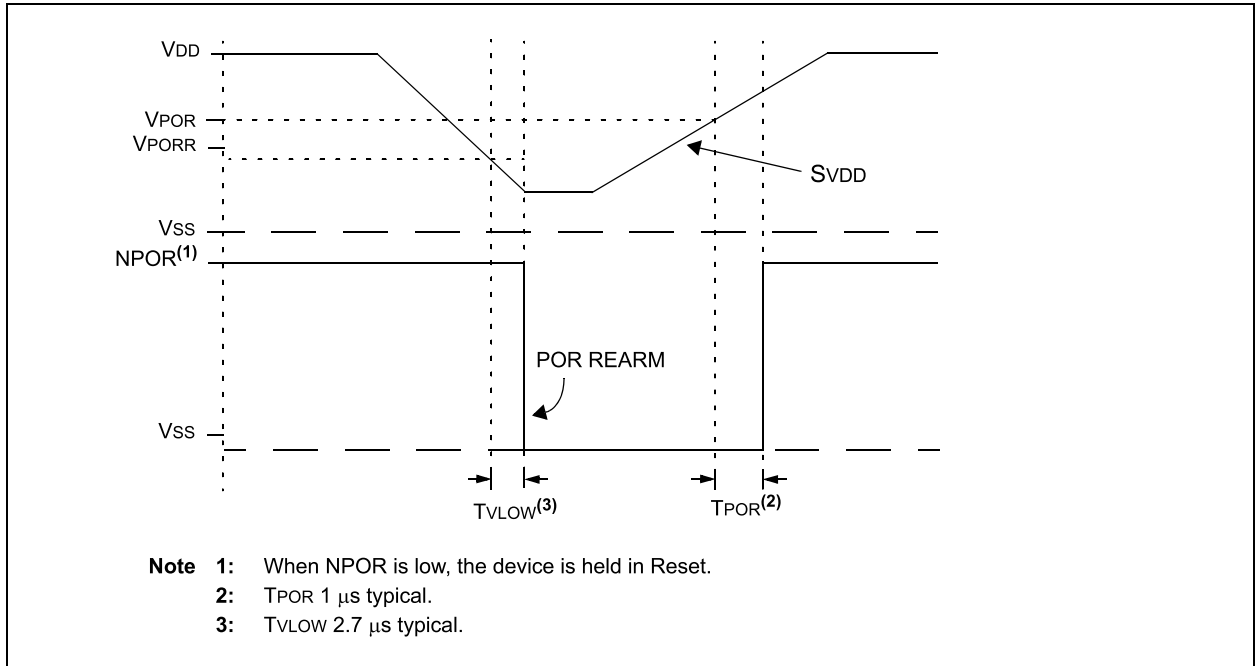 VDD
VPOR
VPORR
SVDD
VSS
NPOR(1)
POR REARM
VSS
TVLOW(3)
TPOR(2)
Note 1: When NPOR is low, the device is held in Reset.
2: TPOR 1 μs typical.
3: TVLOW 2.7 μs typical.